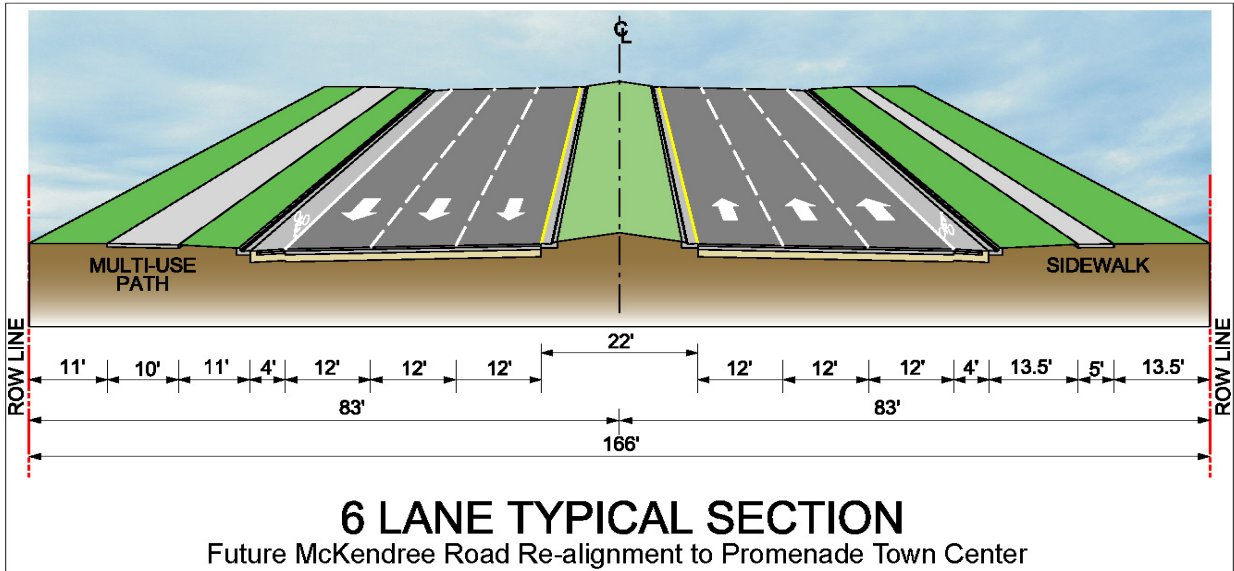 ℄
MULTI-USE
PATH
SIDEWALK
ROW LINE
ROW LINE
22'
11' 10' 11' 4' 12' 12' 12' 12' 12' 12' 4' 13.5' 5' 13.5'
83' 83'
166'
6 LANE TYPICAL SECTION
Future McKendree Road Re-alignment to Promenade Town Center